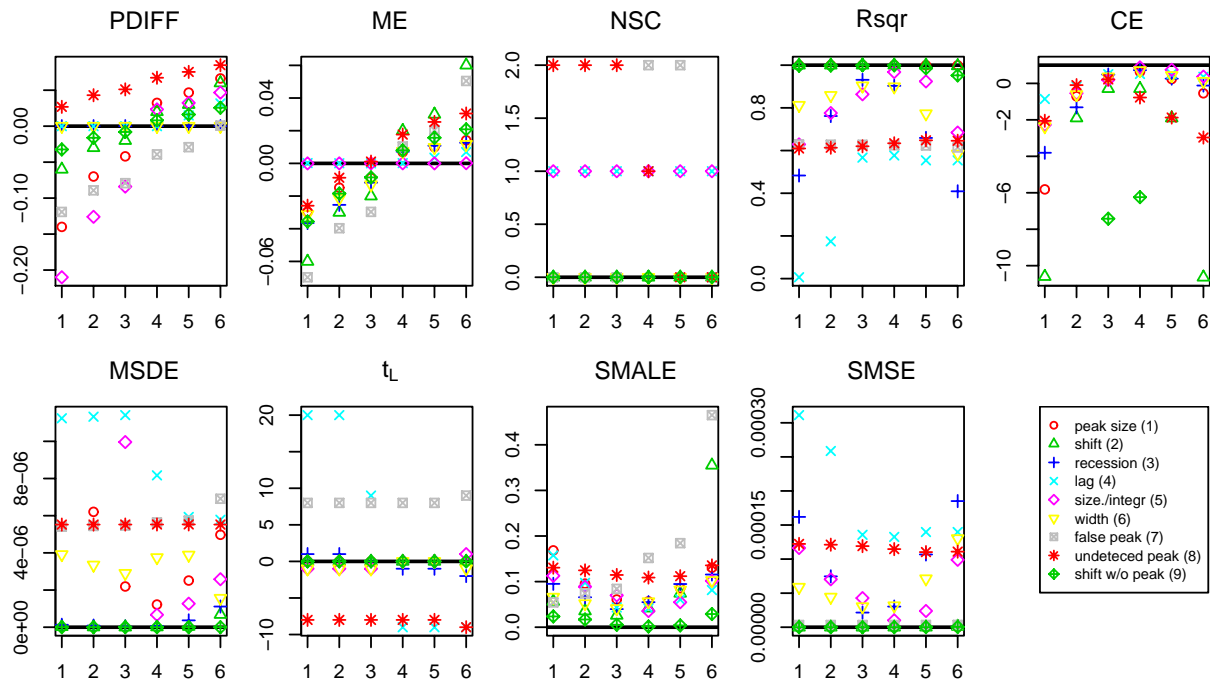 PDIFF
0.00
−0.10
−0.20
1 2 3 4 5 6
ME
0.04
0.00
−0.06
1 2 3 4 5 6
NSC
2.0
1.5
1.0
0.5
0.0
1 2 3 4 5 6
Rsqr
0.8
0.4
0.0
1 2 3 4 5 6
CE
0
−2
−6
−10
1 2 3 4 5 6
MSDE
8e−06
4e−06
0e+00
1 2 3 4 5 6
tL
20
10
5
0
−10
1 2 3 4 5 6
SMALE
0.4
0.3
0.2
0.1
0.0
1 2 3 4 5 6
SMSE
0.00030
0.00015
0.00000
1 2 3 4 5 6
peak size (1)
shift (2)
recession (3)
lag (4)
size./integr (5)
width (6)
false peak (7)
undeteced peak (8)
shift w/o peak (9)